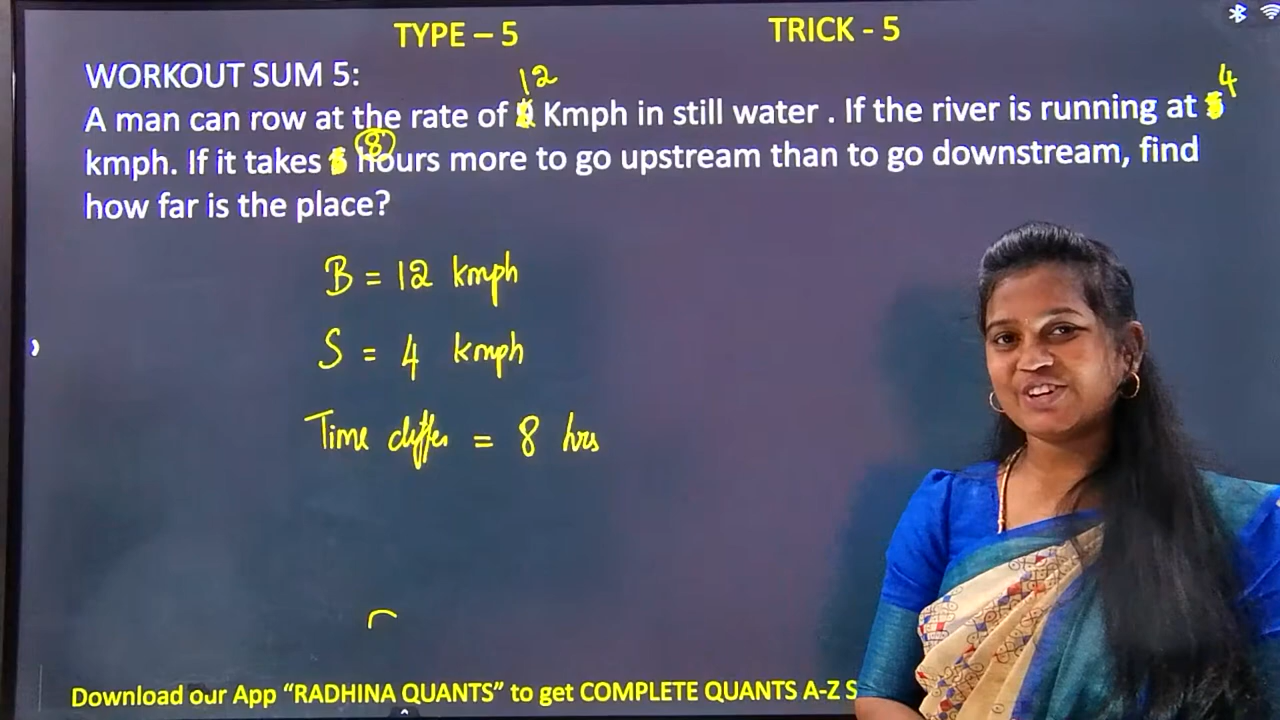 TYPE – 5
TRICK - 5
WORKOUT SUM 5:
12
4
A man can row at the rate of Kmph in still water . If the river is running at 5
8
kmph. If it takes hours more to go upstream than to go downstream, find
how far is the place?
B = 12 kmph
S = 4 kmph
Time differ = 8 hrs
Download our App “RADHINA QUANTS” to get COMPLETE QUANTS A-Z S